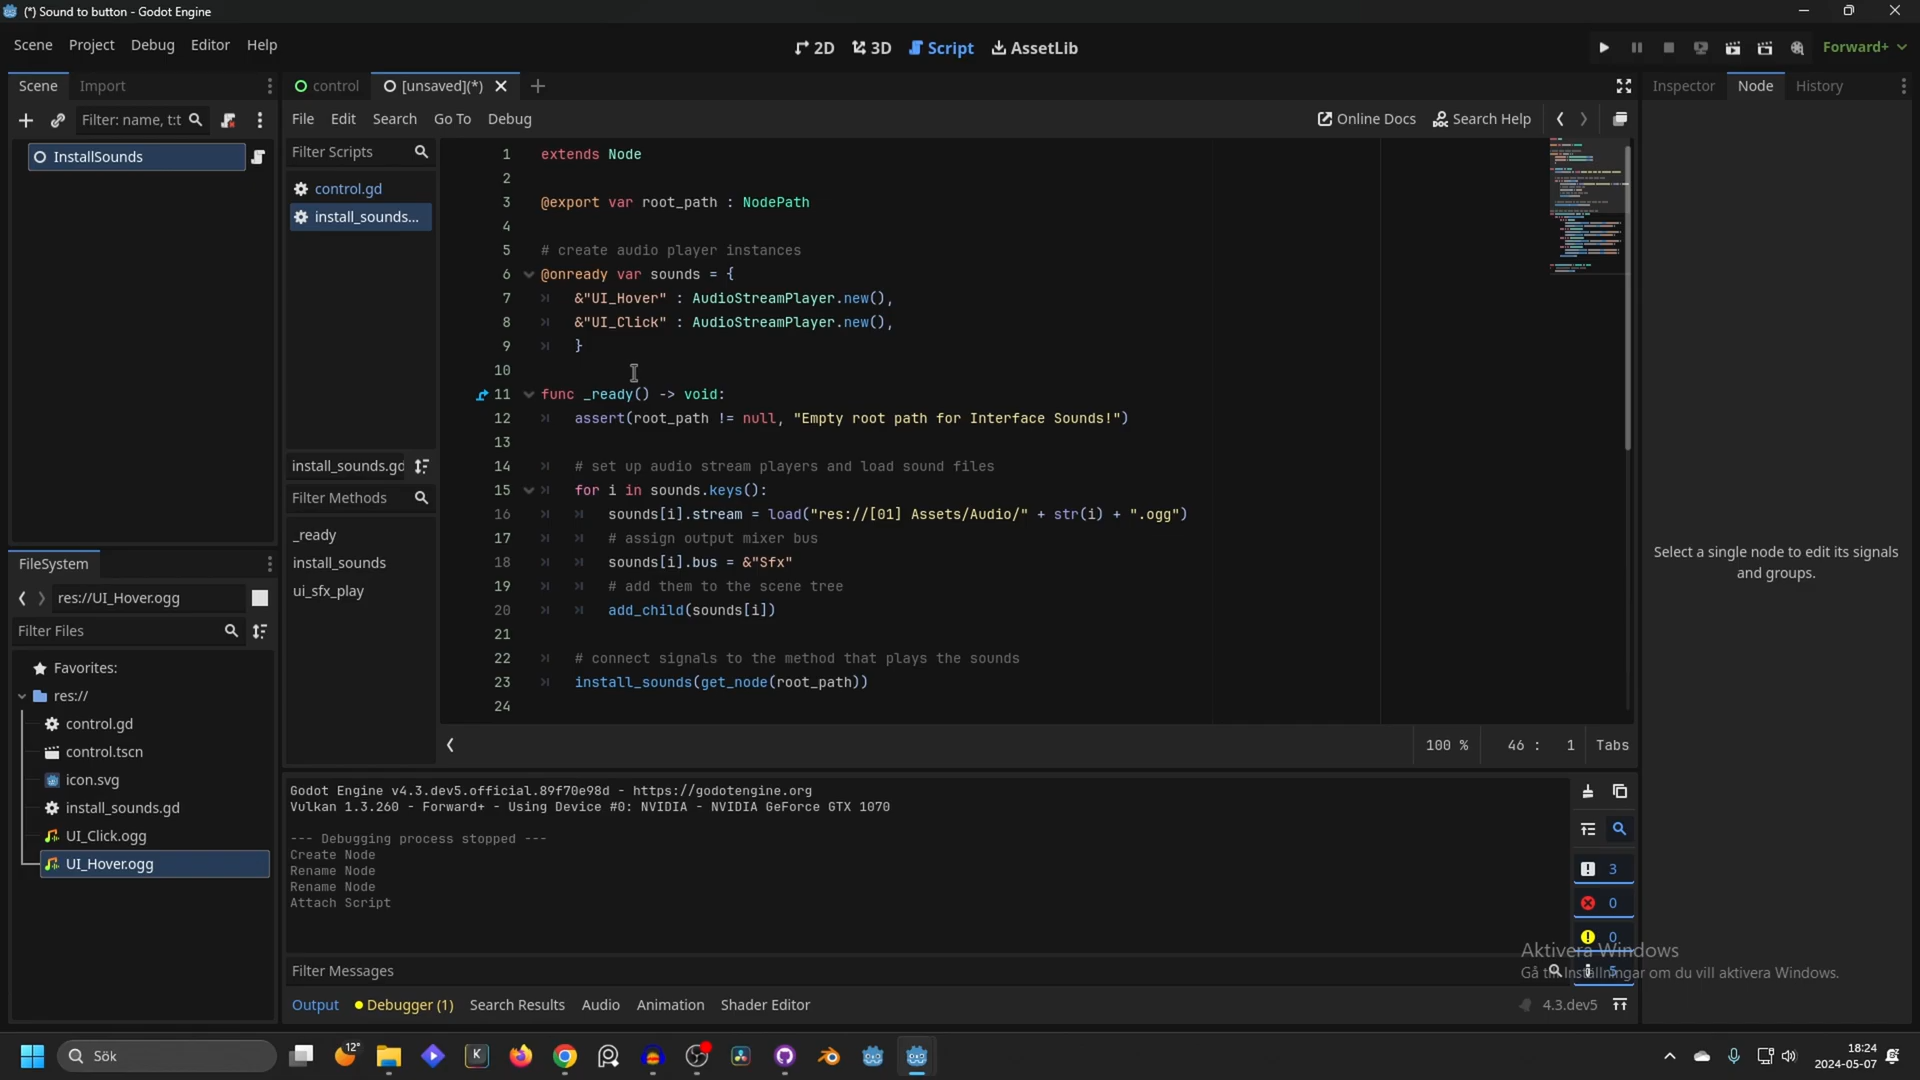 (*) Sound to button - Godot Engine
Scene Project Debug Editor Help
2D 3D Script AssetLib
Forward+
Scene Import
control [unsaved](*)
Inspector Node History
Filter: name, t:t
File Edit Search Go To Debug
Online Docs Search Help
InstallSounds
Filter Scripts
control.gd
install_sounds...
install_sounds.gd
Filter Methods
_ready
install_sounds
ui_sfx_play
1 extends Node
2
3 @export var root_path : NodePath
4
5 # create audio player instances
6 @onready var sounds = {
7 &"UI_Hover" : AudioStreamPlayer.new(),
8 &"UI_Click" : AudioStreamPlayer.new(),
9 }
10
11 func _ready() -> void:
12 assert(root_path != null, "Empty root path for Interface Sounds!")
13
14 # set up audio stream players and load sound files
15 for i in sounds.keys():
16 sounds[i].stream = load("res://[01] Assets/Audio/" + str(i) + ".ogg")
17 # assign output mixer bus
18 sounds[i].bus = &"Sfx"
19 # add them to the scene tree
20 add_child(sounds[i])
21
22 # connect signals to the method that plays the sounds
23 install_sounds(get_node(root_path))
24
100 % 46 : 1 Tabs
Select a single node to edit its signals
and groups.
FileSystem
res://UI_Hover.ogg
Filter Files
Favorites:
res://
control.gd
control.tscn
icon.svg
install_sounds.gd
UI_Click.ogg
UI_Hover.ogg
Godot Engine v4.3.dev5.official.89f70e98d - https://godotengine.org
Vulkan 1.3.260 - Forward+ - Using Device #0: NVIDIA - NVIDIA GeForce GTX 1070
--- Debugging process stopped ---
Create Node
Rename Node
Rename Node
Attach Script
3
0
0
5
Filter Messages
Output Debugger (1) Search Results Audio Animation Shader Editor
4.3.dev5
Aktivera Windows
Gå till Inställningar om du vill aktivera Windows.
Sök
12°
18:24
2024-05-07